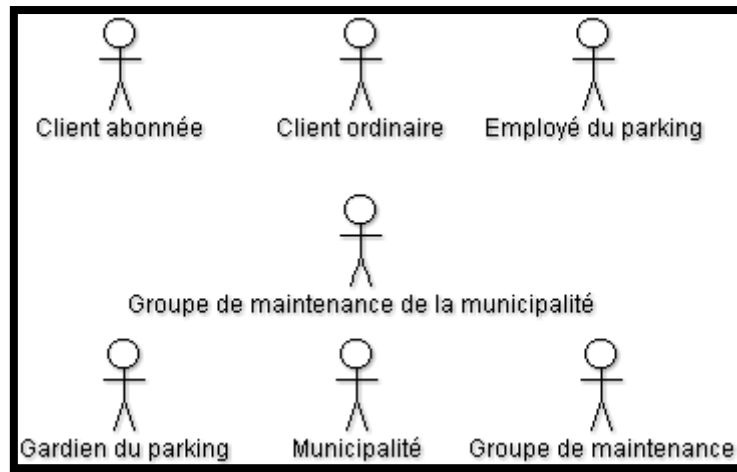 Client abonnée
Client ordinaire
Employé du parking
Groupe de maintenance de la municipalité
Gardien du parking
Municipalité
Groupe de maintenance